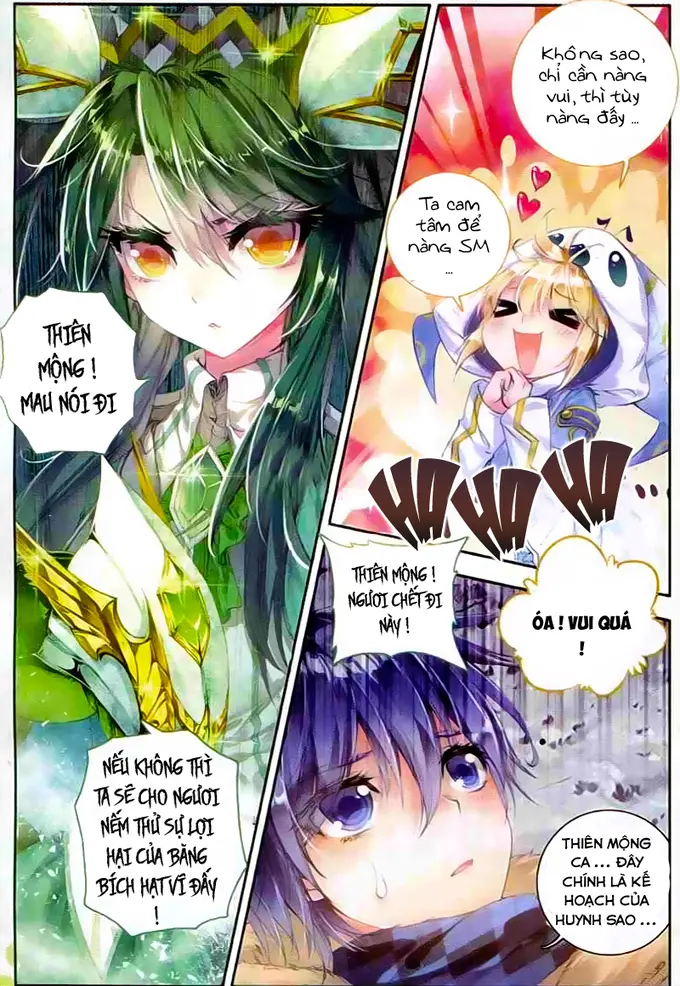 THIÊN
MỘNG !
MAU NÓI ĐI
NẾU KHÔNG THÌ
TA SẼ CHO NGƯƠI
NẾM THỬ SỰ LỢI
HẠI CỦA BĂNG
BÍCH HẠT VĨ ĐẤY
!
Không sao,
chỉ cần nàng
vui, thì tùy
nàng đấy ...
Ta cam
tâm để
nàng SM
...
HA HA HA ...
THIÊN MỘNG !
NGƯƠI CHẾT ĐI
NÀY !
ÓA ! VUI QUÁ
!
THIÊN MỘNG
CA ... ĐÂY
CHÍNH LÀ KẾ
HOẠCH CỦA
HUYNH SAO ...